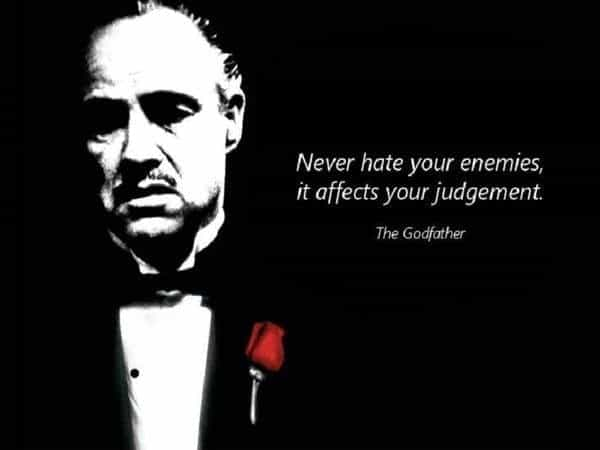 Never hate your enemies,
it affects your judgement.
The Godfather